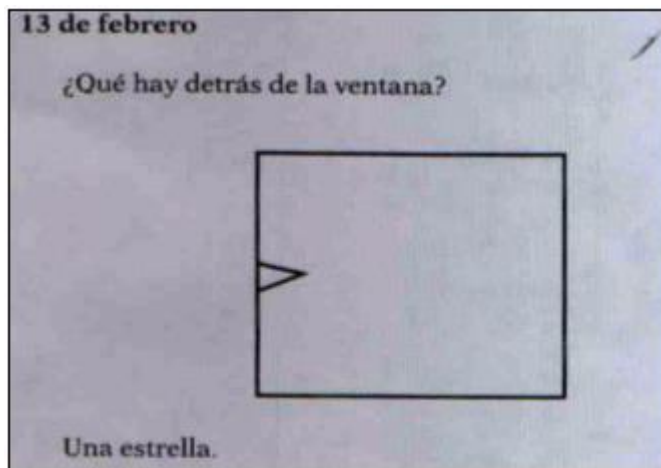 13 de febrero
¿Qué hay detrás de la ventana?
Una estrella.